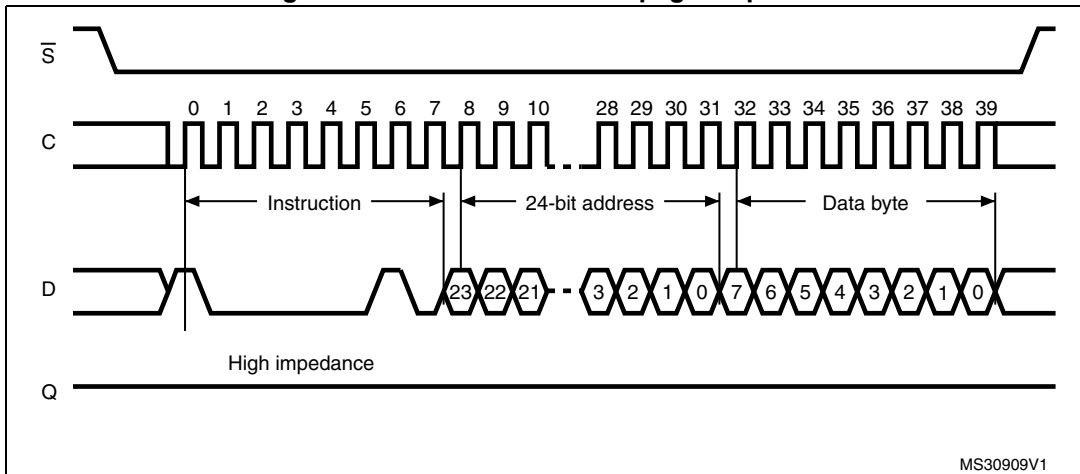 S
0 1 2 3 4 5 6 7 8 9 10 28 29 30 31 32 33 34 35 36 37 38 39
C
Instruction 24-bit address Data byte
D 23 22 21 3 2 1 0 7 6 5 4 3 2 1 0
High impedance
Q
MS30909V1